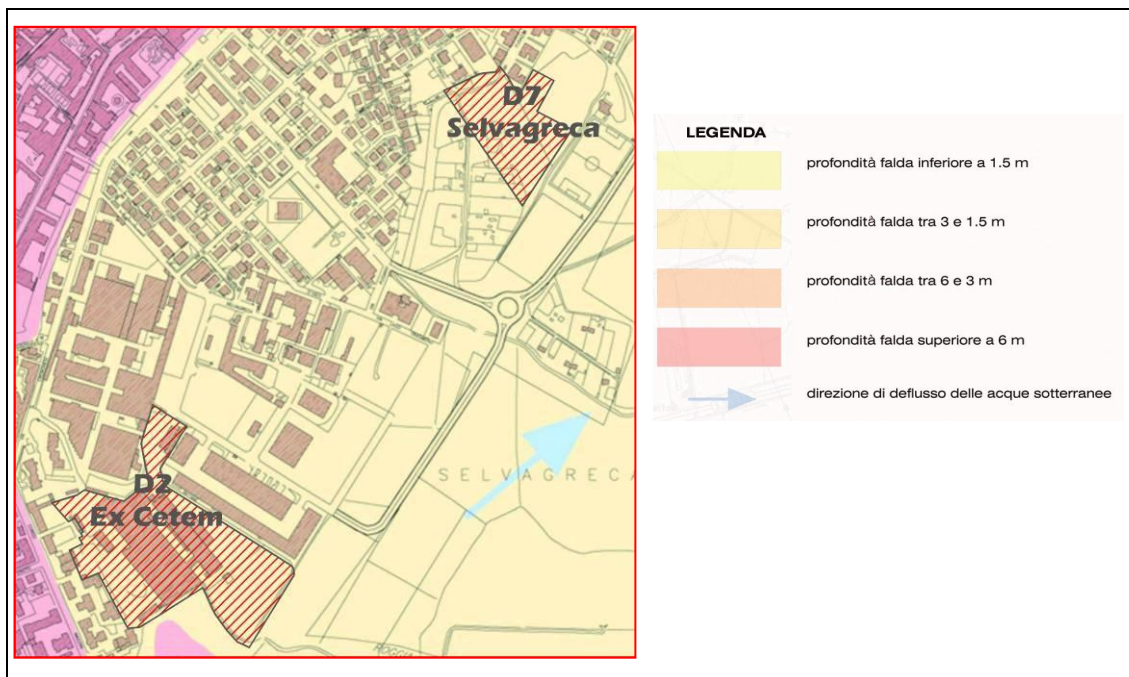 D7
Selvagreca
SELVAGRECA
D2
Ex Cetem
LEGENDA
profondità falda inferiore a 1.5 m
profondità falda tra 3 e 1.5 m
profondità falda tra 6 e 3 m
profondità falda superiore a 6 m
direzione di deflusso delle acque sotterranee